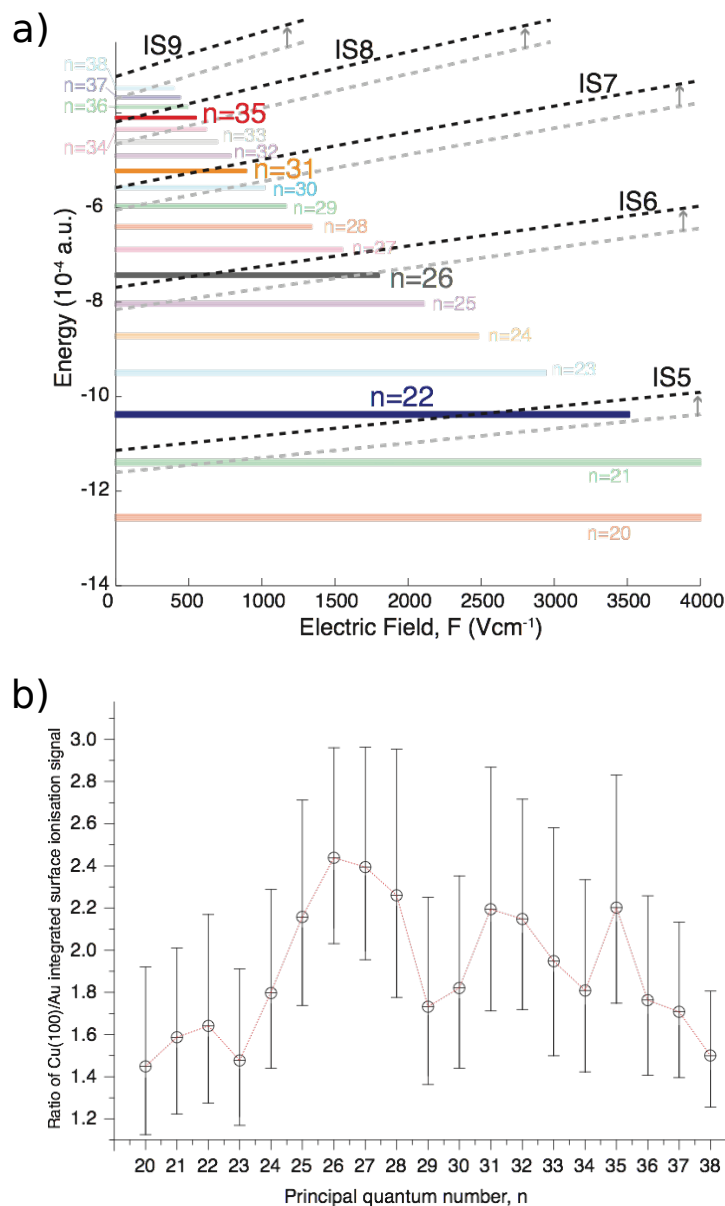 a)
IS9
IS8
n=38
n=37
n=36
n=35
n=34
n=33
n=32
IS7
n=31
n=30
n=29
n=28
n=27
IS6
n=26
n=25
n=24
n=23
IS5
n=22
n=21
n=20
-6
-8
-10
-12
-14
Energy (10⁻⁴ a.u.)
0 500 1000 1500 2000 2500 3000 3500 4000
Electric Field, F (Vcm⁻¹)
b)
Ratio of Cu(100)/Au integrated surface ionisation signal
3.0
2.8
2.6
2.4
2.2
2.0
1.8
1.6
1.4
1.2
20 21 22 23 24 25 26 27 28 29 30 31 32 33 34 35 36 37 38
Principal quantum number, n